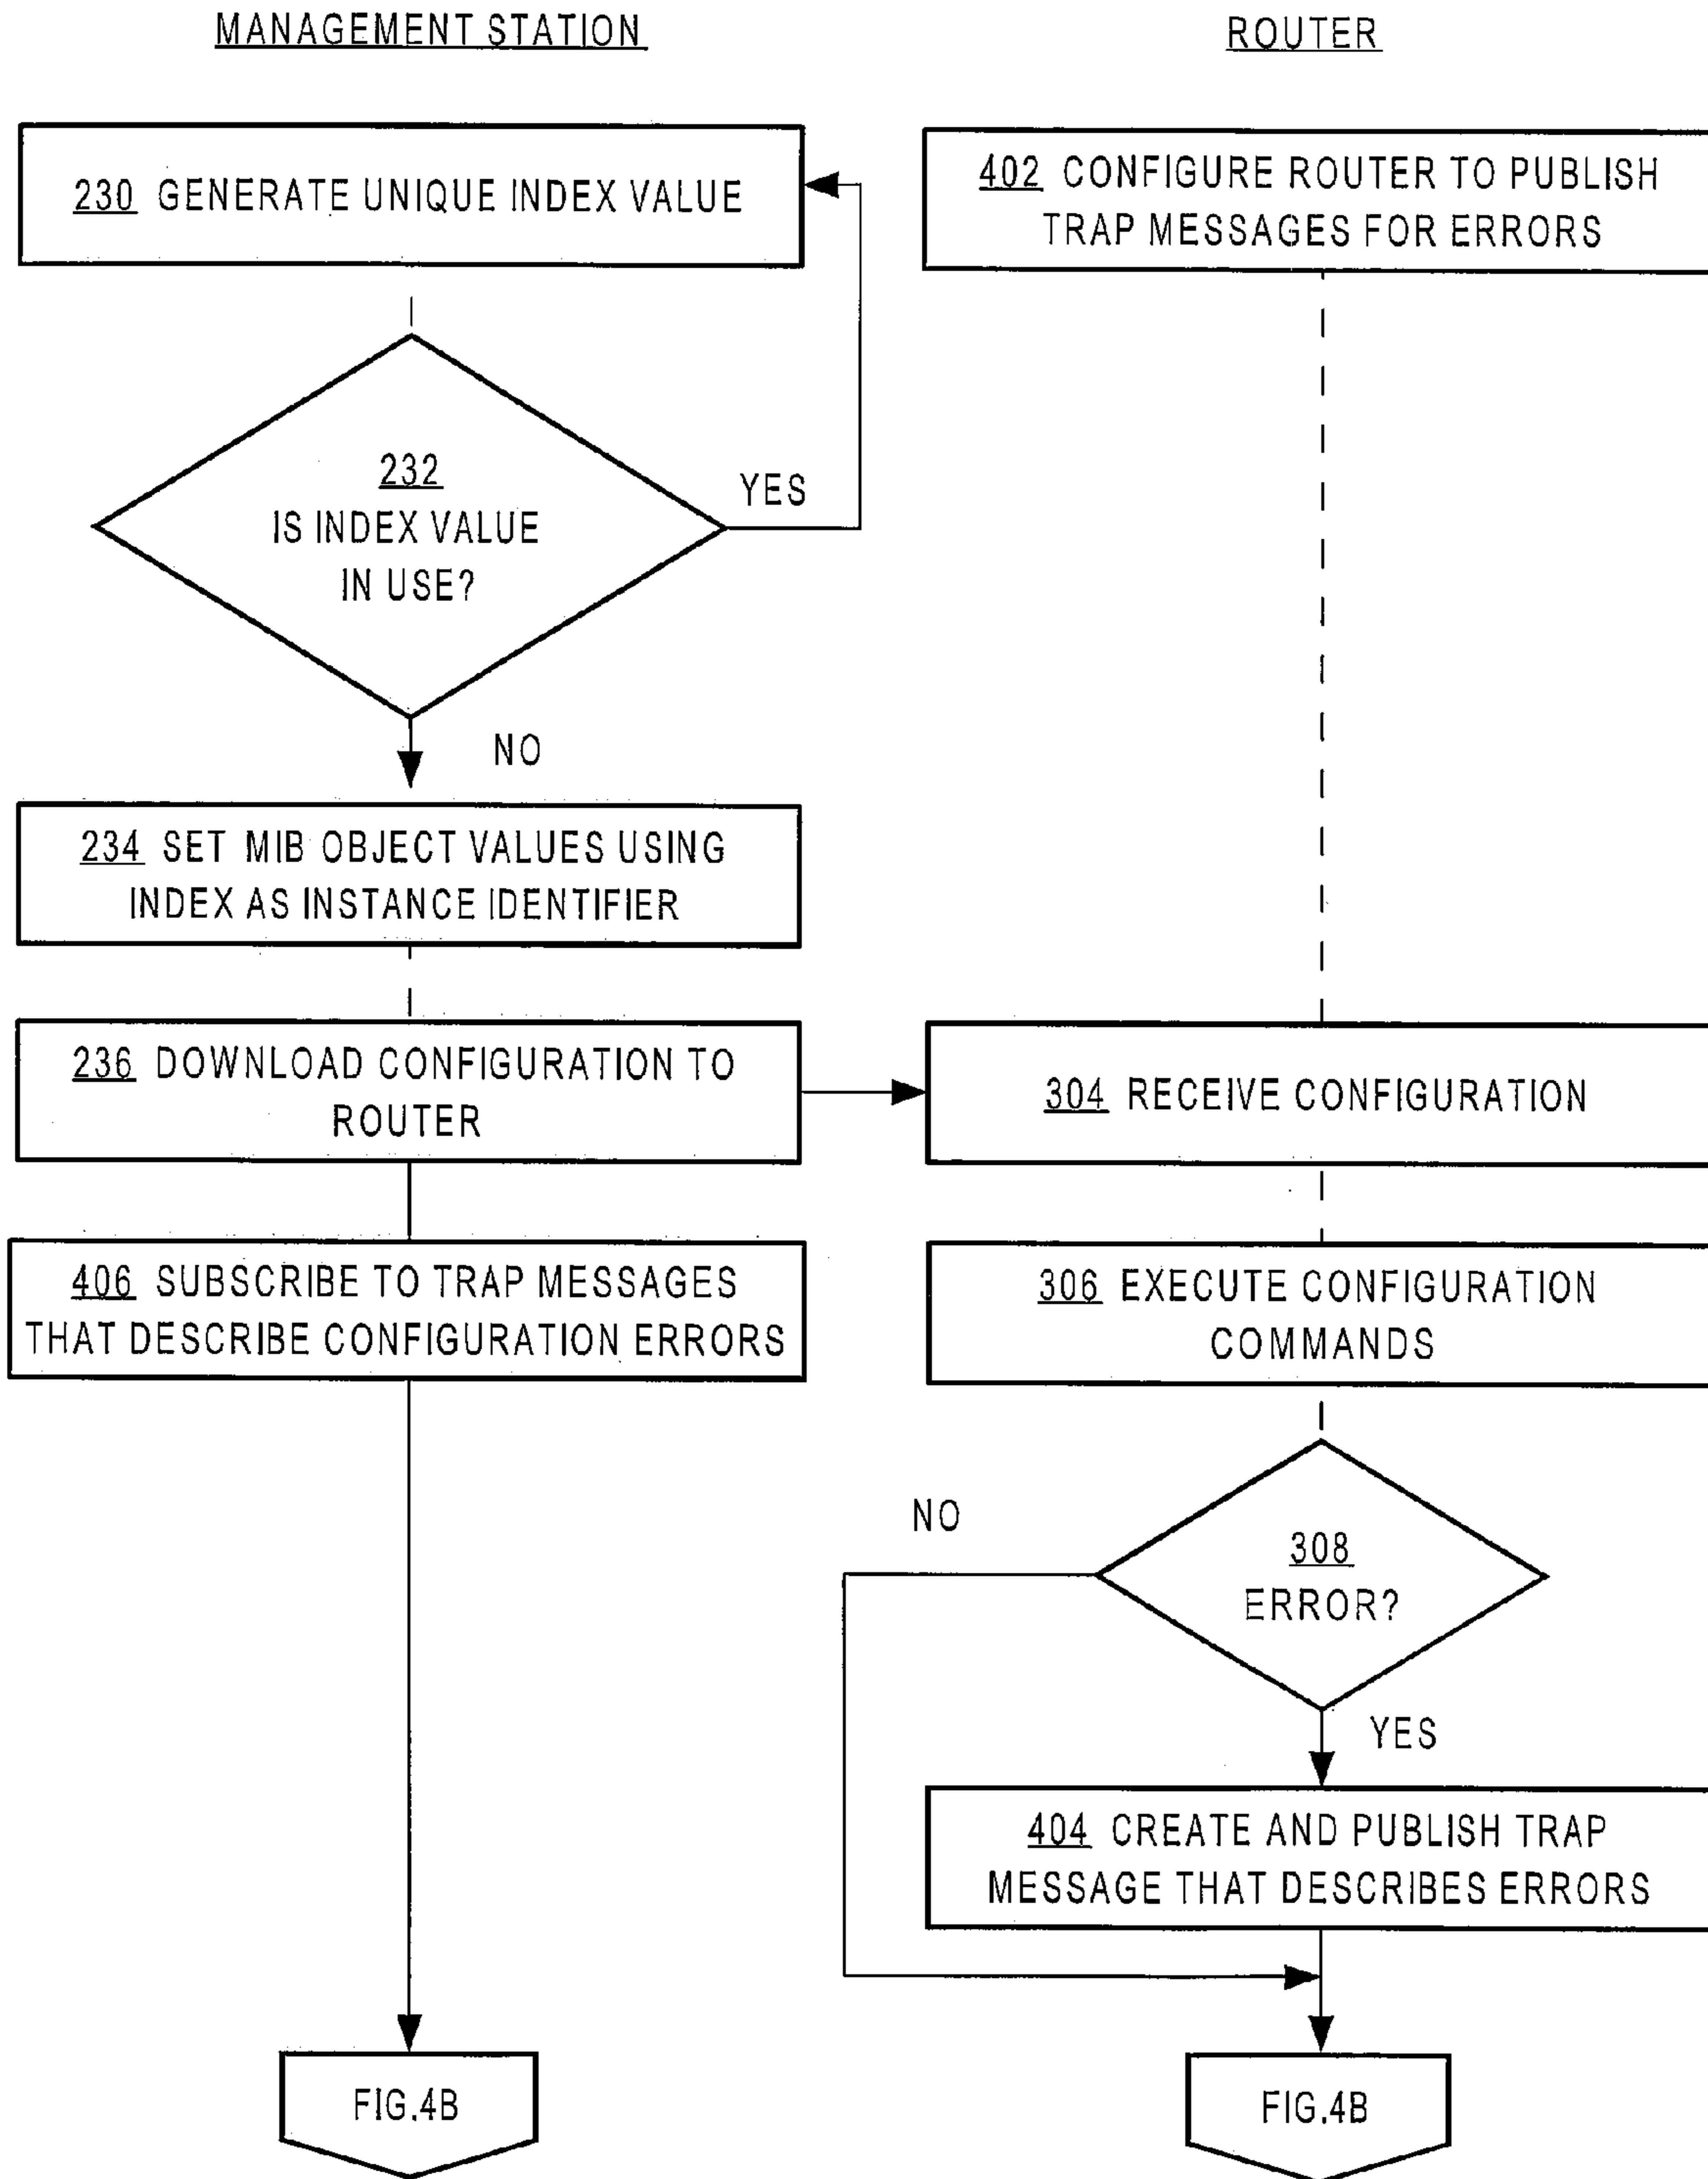 MANAGEMENT STATION
ROUTER
230 GENERATE UNIQUE INDEX VALUE
402 CONFIGURE ROUTER TO PUBLISH
TRAP MESSAGES FOR ERRORS
232
IS INDEX VALUE
IN USE?
YES
NO
234 SET MIB OBJECT VALUES USING
INDEX AS INSTANCE IDENTIFIER
236 DOWNLOAD CONFIGURATION TO
ROUTER
304 RECEIVE CONFIGURATION
406 SUBSCRIBE TO TRAP MESSAGES
THAT DESCRIBE CONFIGURATION ERRORS
306 EXECUTE CONFIGURATION
COMMANDS
NO
308
ERROR?
YES
404 CREATE AND PUBLISH TRAP
MESSAGE THAT DESCRIBES ERRORS
FIG.4B
FIG.4B